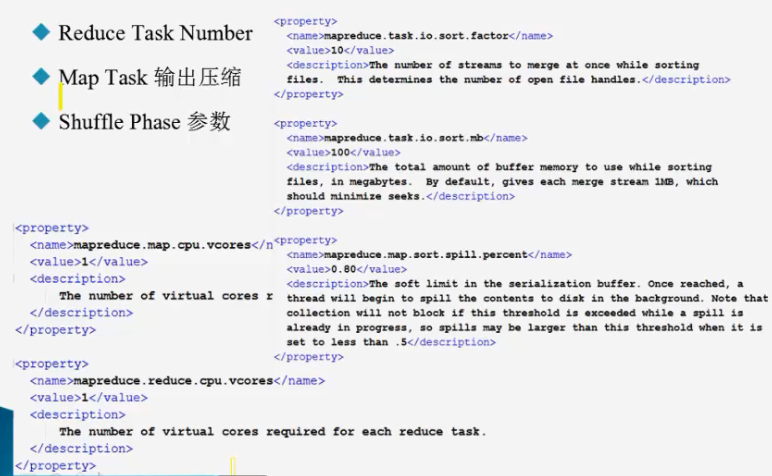 Reduce Task Number
Map Task 输出压缩
Shuffle Phase 参数
<property>
<name>mapreduce.task.io.sort.factor</name>
<value>10</value>
<description>The number of streams to merge at once while sorting
files.  This determines the number of open file handles.</description>
</property>
<property>
<name>mapreduce.task.io.sort.mb</name>
<value>100</value>
<description>The total amount of buffer memory to use while sorting
files, in megabytes.  By default, gives each merge stream 1MB, which
should minimize seeks.</description>
</property>
<property>
<name>mapreduce.map.sort.spill.percent</name>
<value>0.80</value>
<description>The soft limit in the serialization buffer. Once reached, a
thread will begin to spill the contents to disk in the background. Note that
collection will not block if this threshold is exceeded while a spill is
already in progress, so spills may be larger than this threshold when it is
set to less than .5</description>
</property>
<property>
<name>mapreduce.map.cpu.vcores</n
<value>1</value>
<description>
The number of virtual cores r
</description>
</property>
<property>
<name>mapreduce.reduce.cpu.vcores</name>
<value>1</value>
<description>
The number of virtual cores required for each reduce task.
</description>
</property>